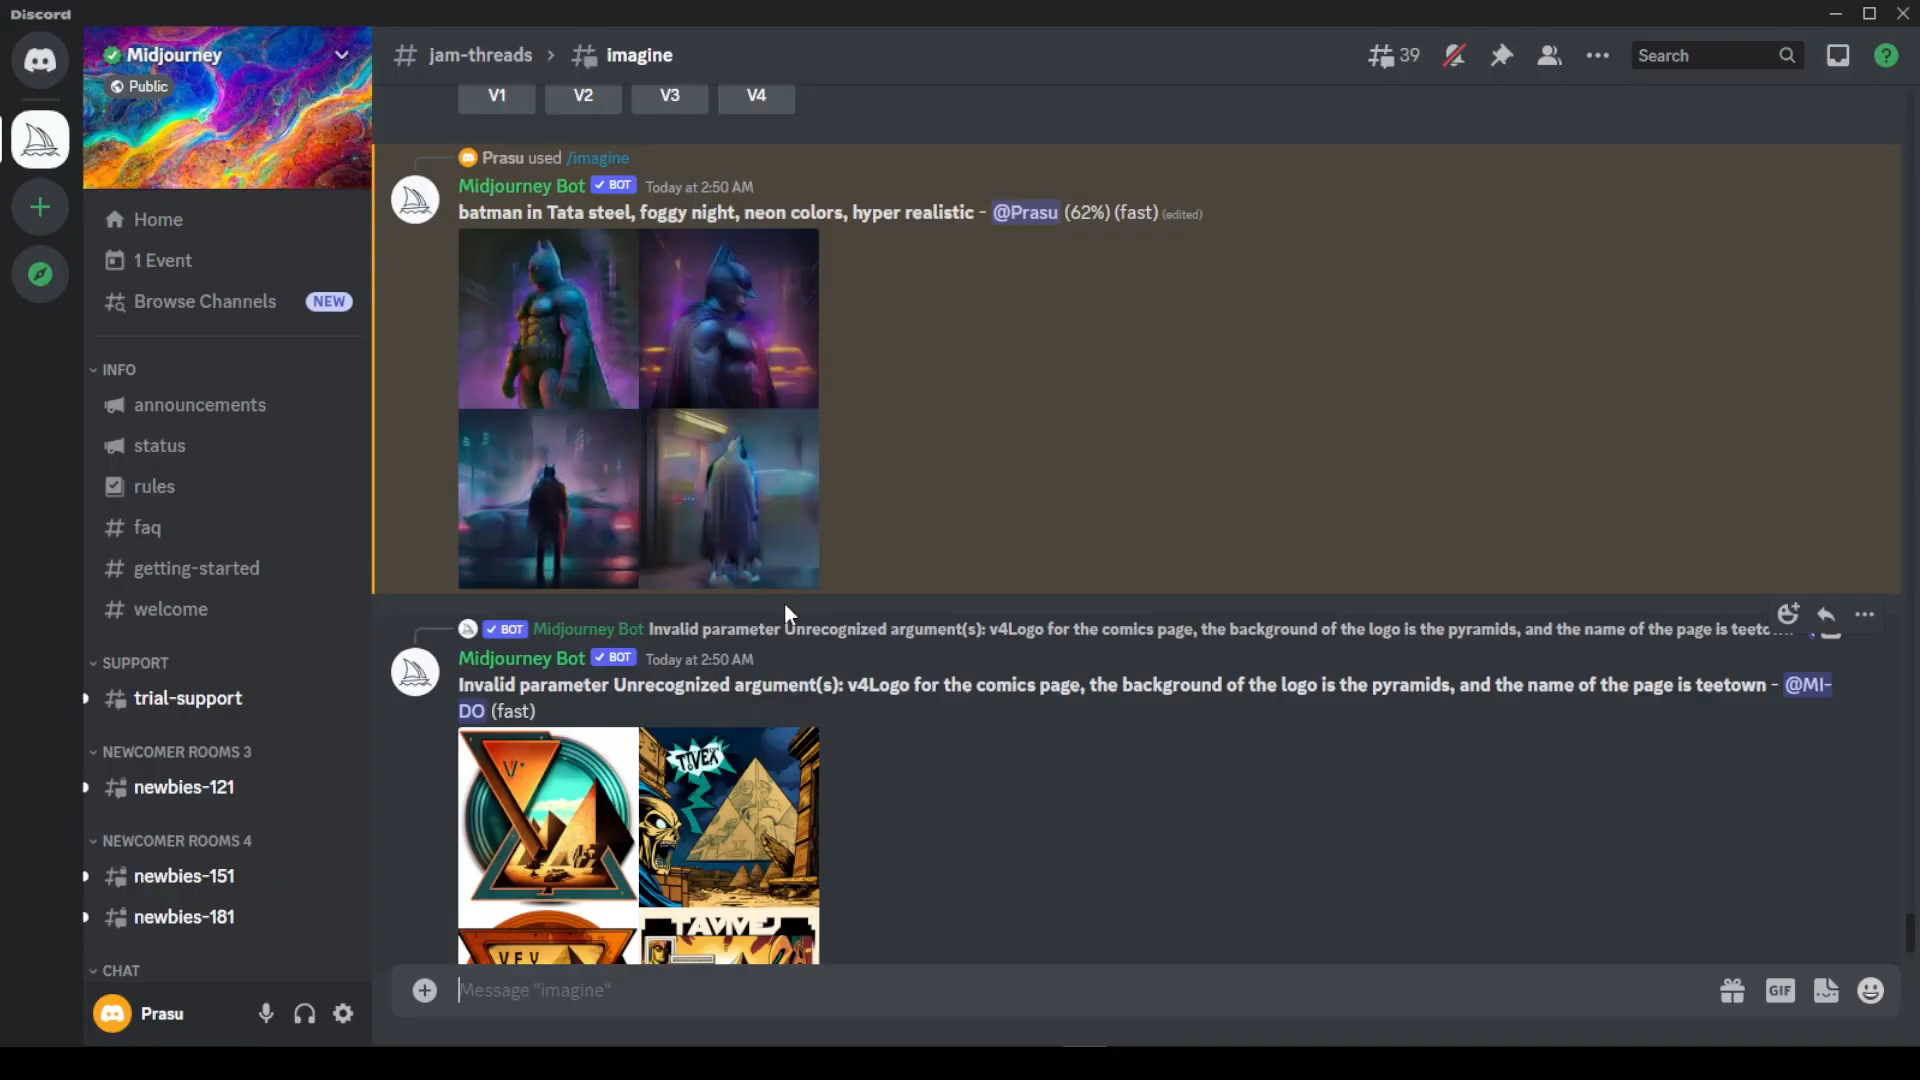 Discord
Midjourney
Public
# jam-threads > imagine
39
Search
V1 V2 V3 V4
Home
1 Event
Browse Channels NEW
INFO
announcements
status
rules
faq
getting-started
welcome
SUPPORT
trial-support
NEWCOMER ROOMS 3
newbies-121
NEWCOMER ROOMS 4
newbies-151
newbies-181
CHAT
Prasu
Prasu used /imagine
Midjourney Bot ✓ BOT Today at 2:50 AM
batman in Tata steel, foggy night, neon colors, hyper realistic - @Prasu (62%) (fast) (edited)
✓ BOT Midjourney Bot Invalid parameter Unrecognized argument(s): v4Logo for the comics page, the background of the logo is the pyramids, and the name of the page is teeto...
Midjourney Bot ✓ BOT Today at 2:50 AM
Invalid parameter Unrecognized argument(s): v4Logo for the comics page, the background of the logo is the pyramids, and the name of the page is teetown - @MI-
DO (fast)
V
VFV
Message "imagine"
GIF